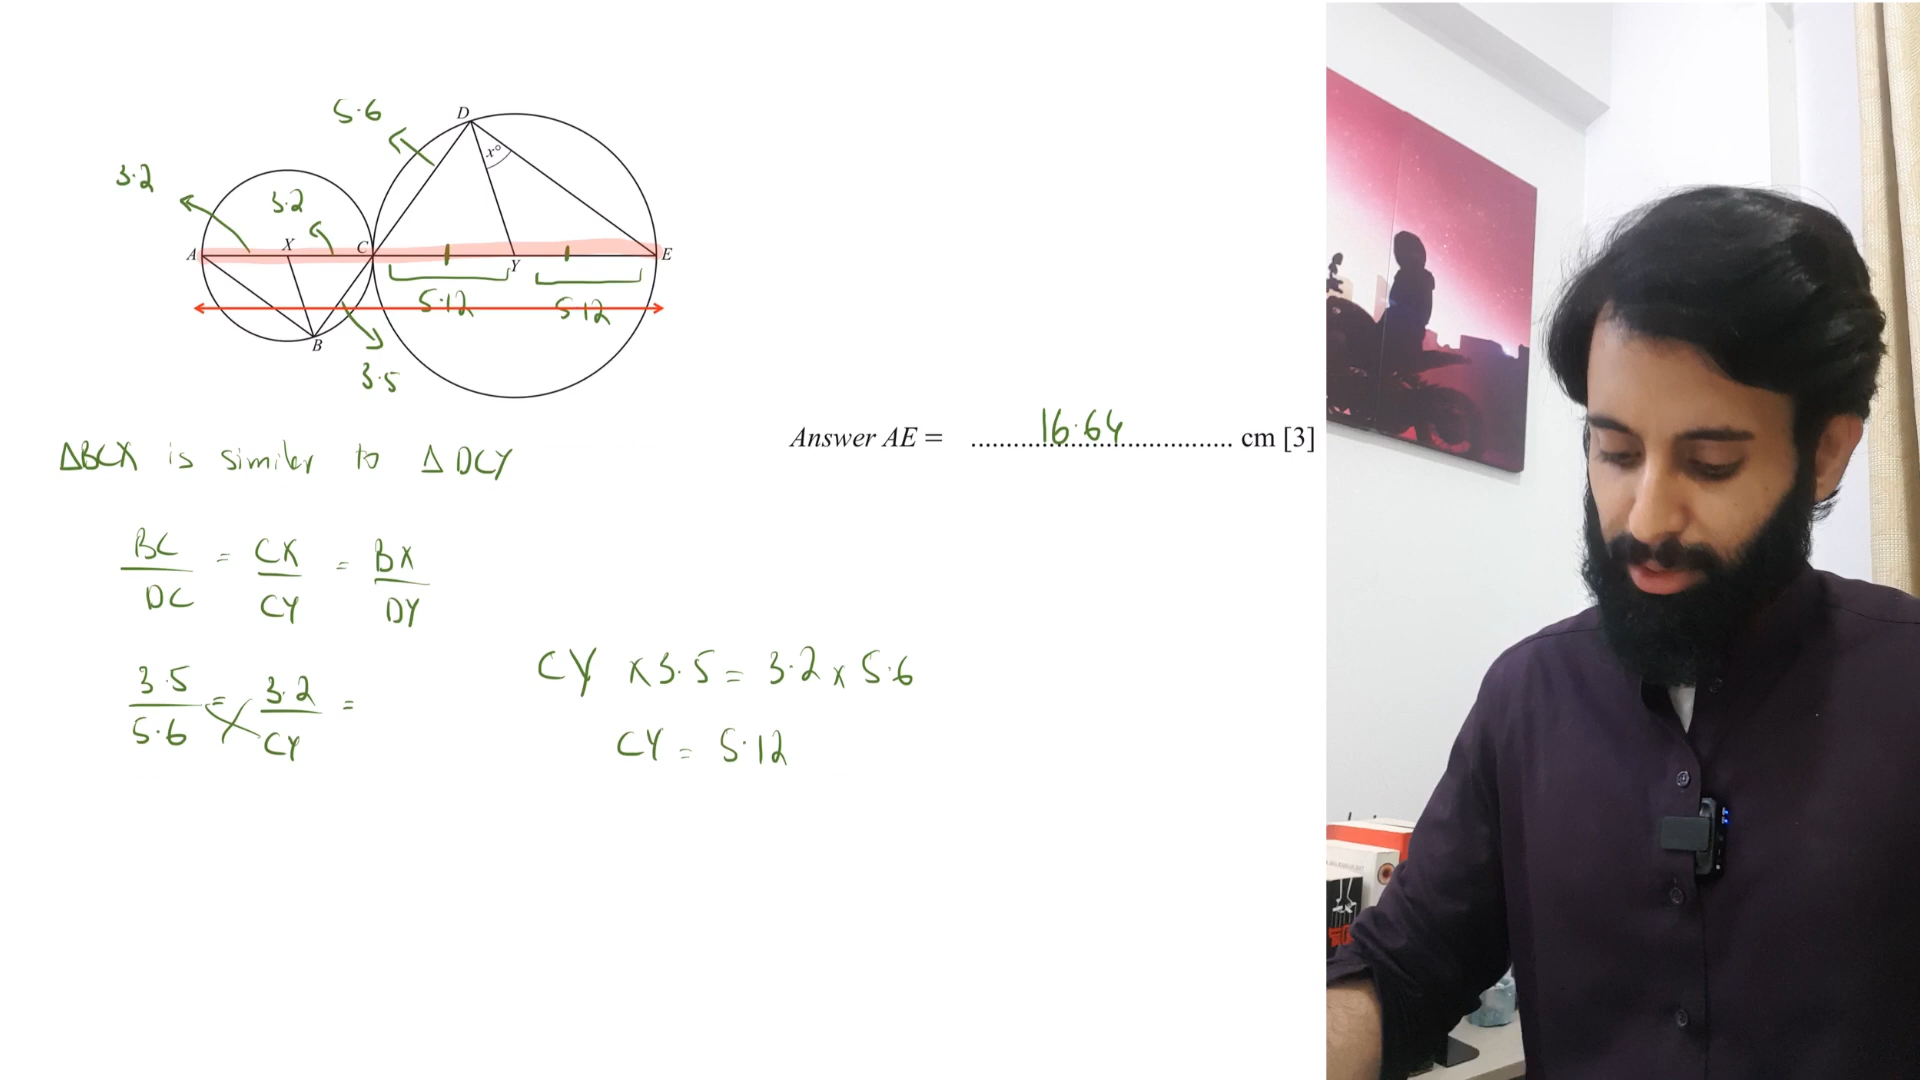 5.6
D
3.2
3.2
x°
A X C Y E
5.12 5.12
B
3.5
Answer AE = 16.64 cm [3]
ΔBCX is similar to ΔDCY
BC/DC = CX/CY = BX/DY
3.5/5.6 = 3.2/CY =
CY × 3.5 = 3.2 × 5.6
CY = 5.12